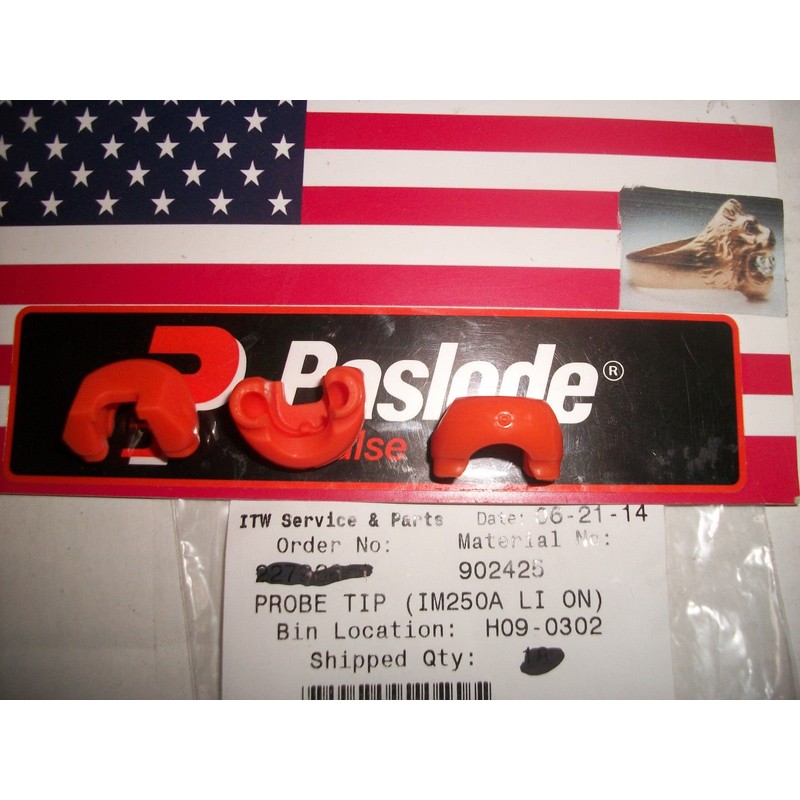 Paslode®
ITW Service & Parts Date: 06-21-14
Order No: Material No:
902425
PROBE TIP (IM250A LI ON)
Bin Location: H09-0302
Shipped Qty: 18